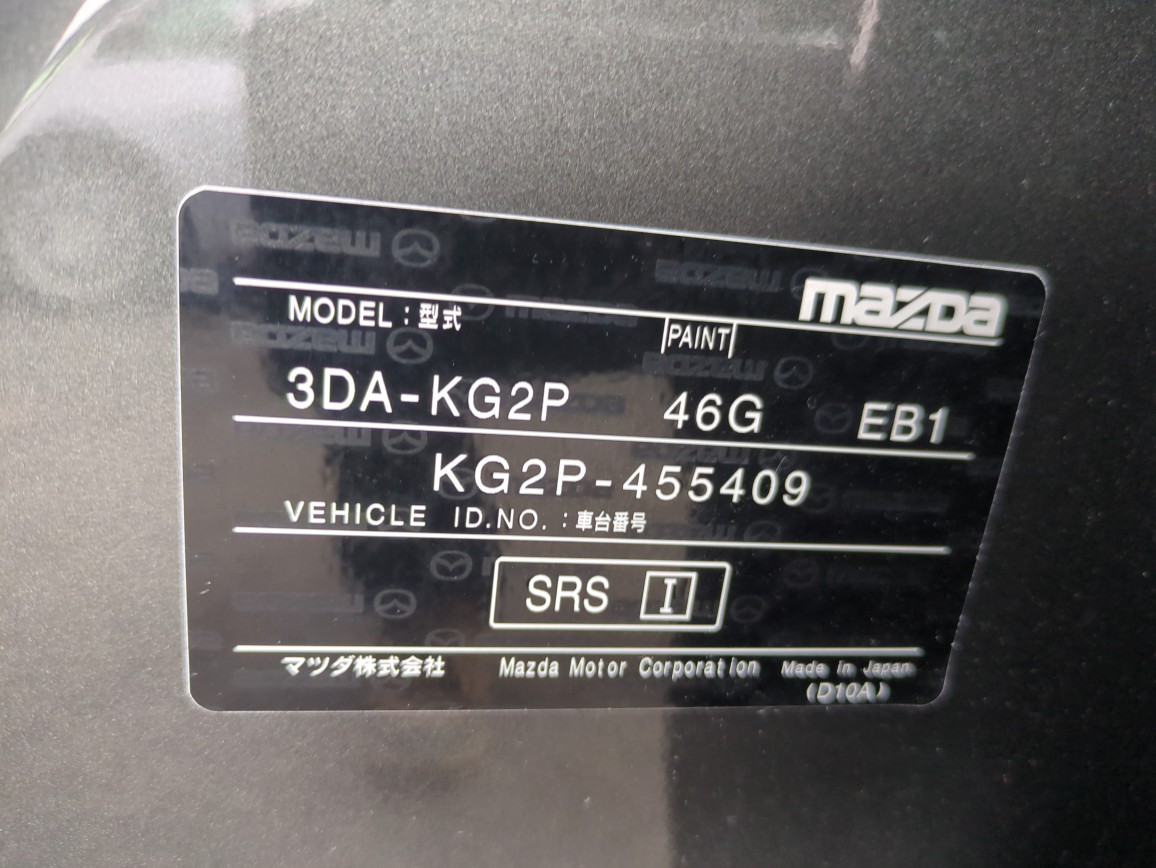 mazda
MODEL : 型式 PAINT
3DA-KG2P 46G EB1
KG2P-455409
VEHICLE ID.NO. : 車台番号
SRS I
マツダ株式会社 Mazda Motor Corporation Made in Japan
(D10A)